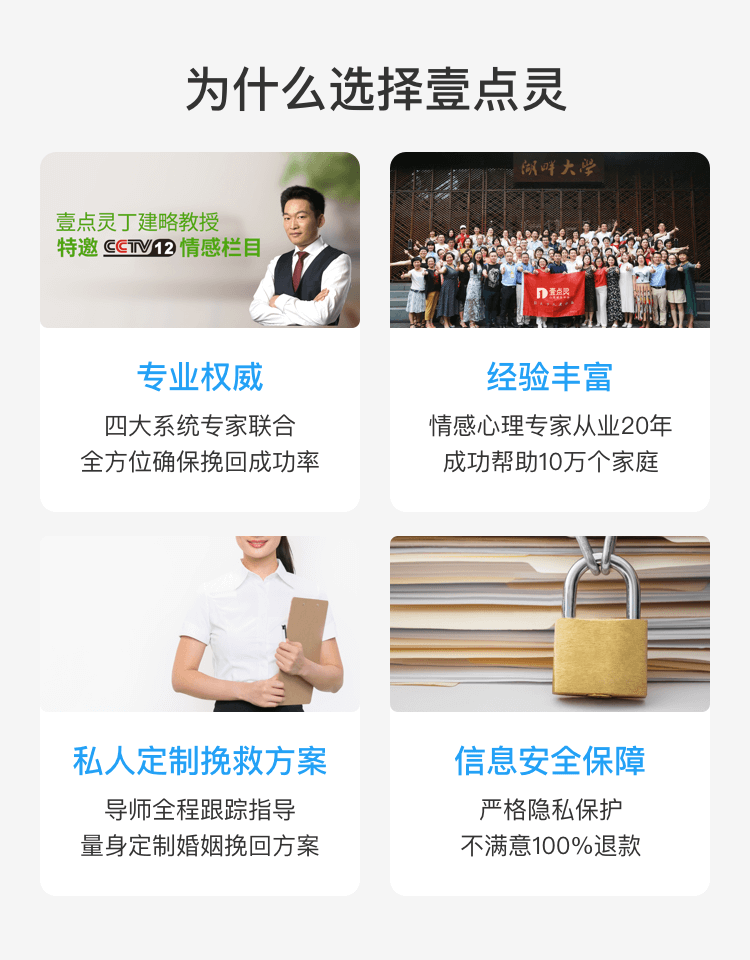 为什么选择壹点灵
壹点灵丁建略教授
特邀 CCTV12 情感栏目
湖畔大学
壹点灵
专业权威
四大系统专家联合
全方位确保挽回成功率
经验丰富
情感心理专家从业20年
成功帮助10万个家庭
私人定制挽救方案
导师全程跟踪指导
量身定制婚姻挽回方案
信息安全保障
严格隐私保护
不满意100%退款